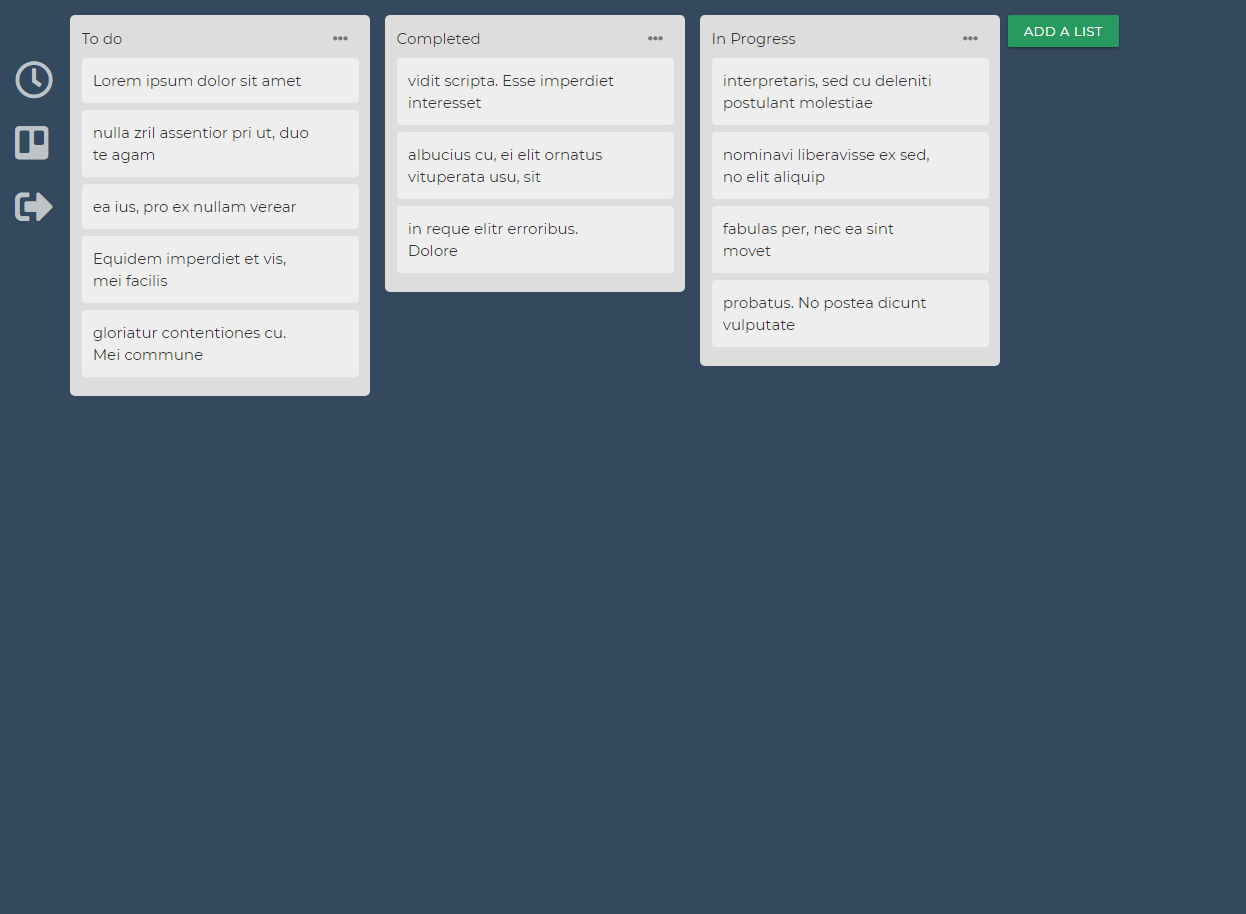 To do
Lorem ipsum dolor sit amet
nulla zril assentior pri ut, duo
te agam
ea ius, pro ex nullam verear
Equidem imperdiet et vis,
mei facilis
gloriatur contentiones cu.
Mei commune
Completed
vidit scripta. Esse imperdiet
interesset
albucius cu, ei elit ornatus
vituperata usu, sit
in reque elitr erroribus.
Dolore
In Progress
interpretaris, sed cu deleniti
postulant molestiae
nominavi liberavisse ex sed,
no elit aliquip
fabulas per, nec ea sint
movet
probatus. No postea dicunt
vulputate
ADD A LIST